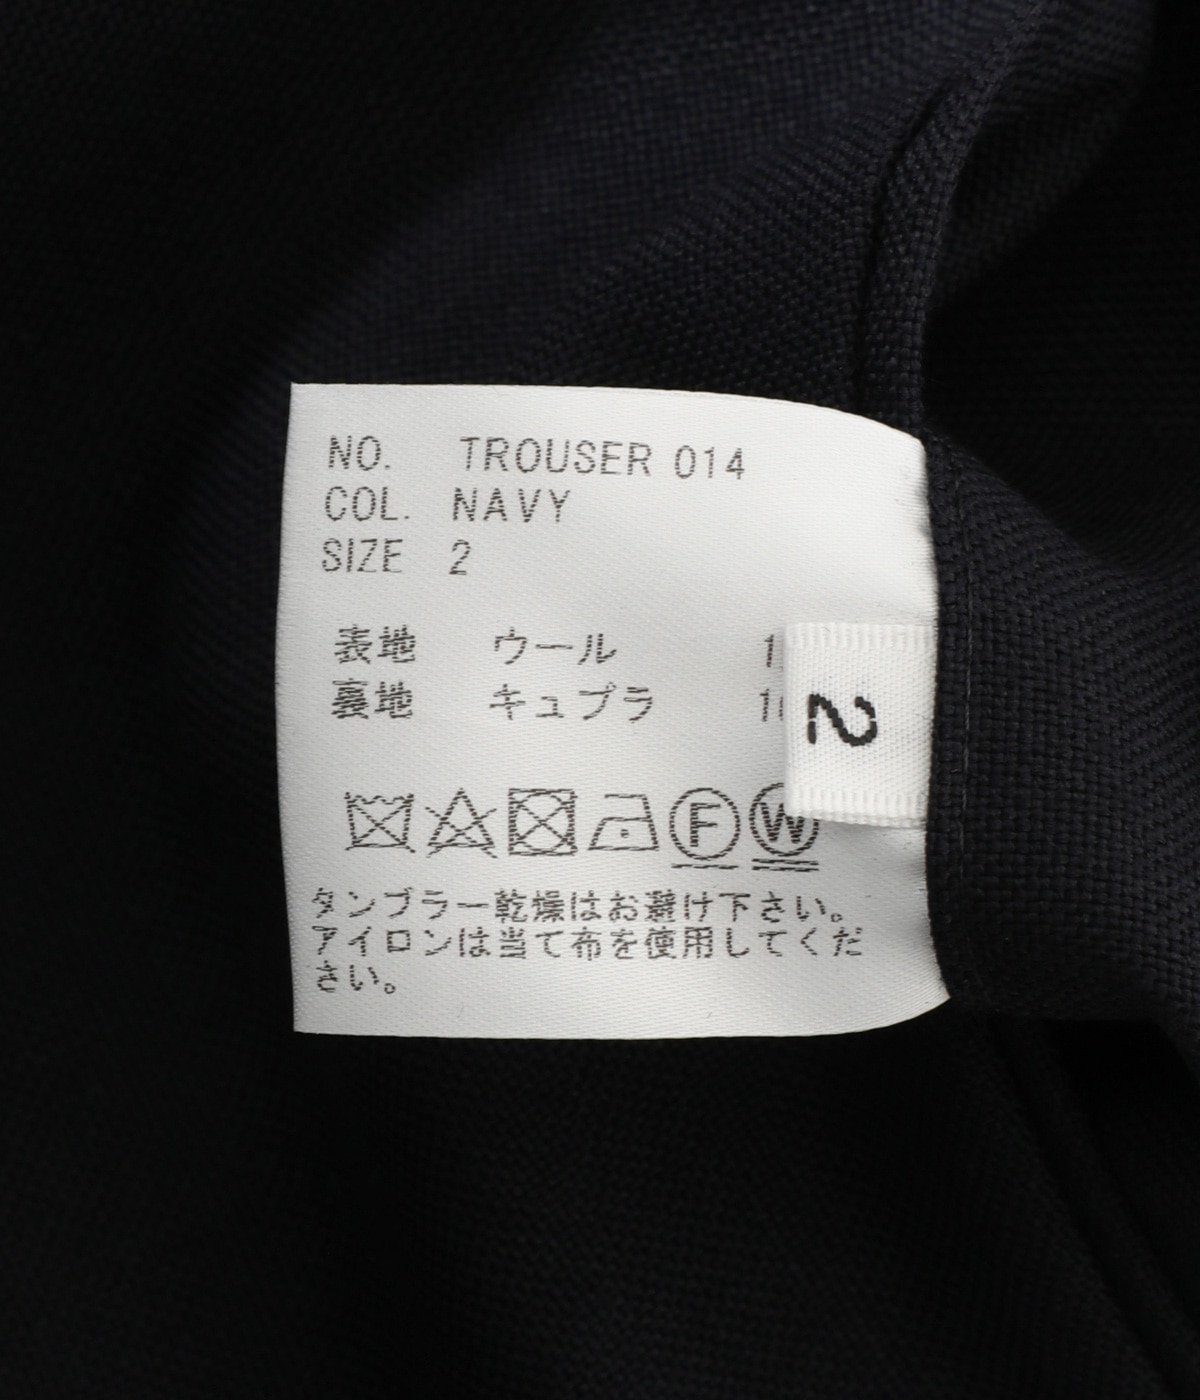 NO. TROUSER 014
COL. NAVY
SIZE 2
表地 ウール
裏地 キュプラ
2
F W
タンブラー乾燥はお避け下さい。
アイロンは当て布を使用してくだ
さい。